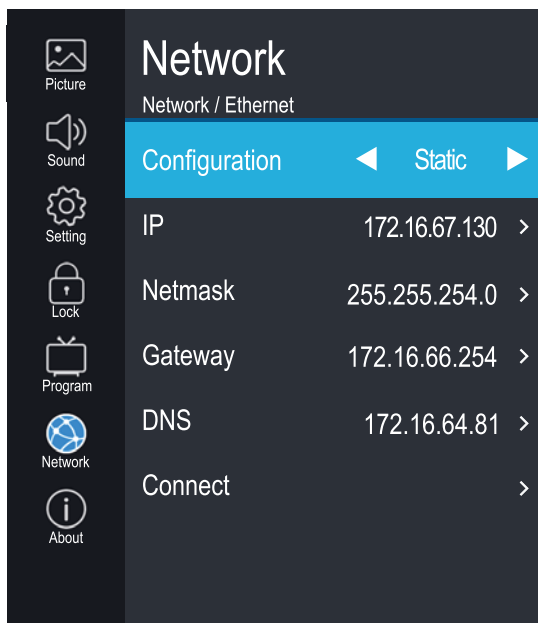 Picture
Sound
Setting
Lock
Program
Network
About
Network
Network / Ethernet
Configuration Static
IP 172.16.67.130
Netmask 255.255.254.0
Gateway 172.16.66.254
DNS 172.16.64.81
Connect